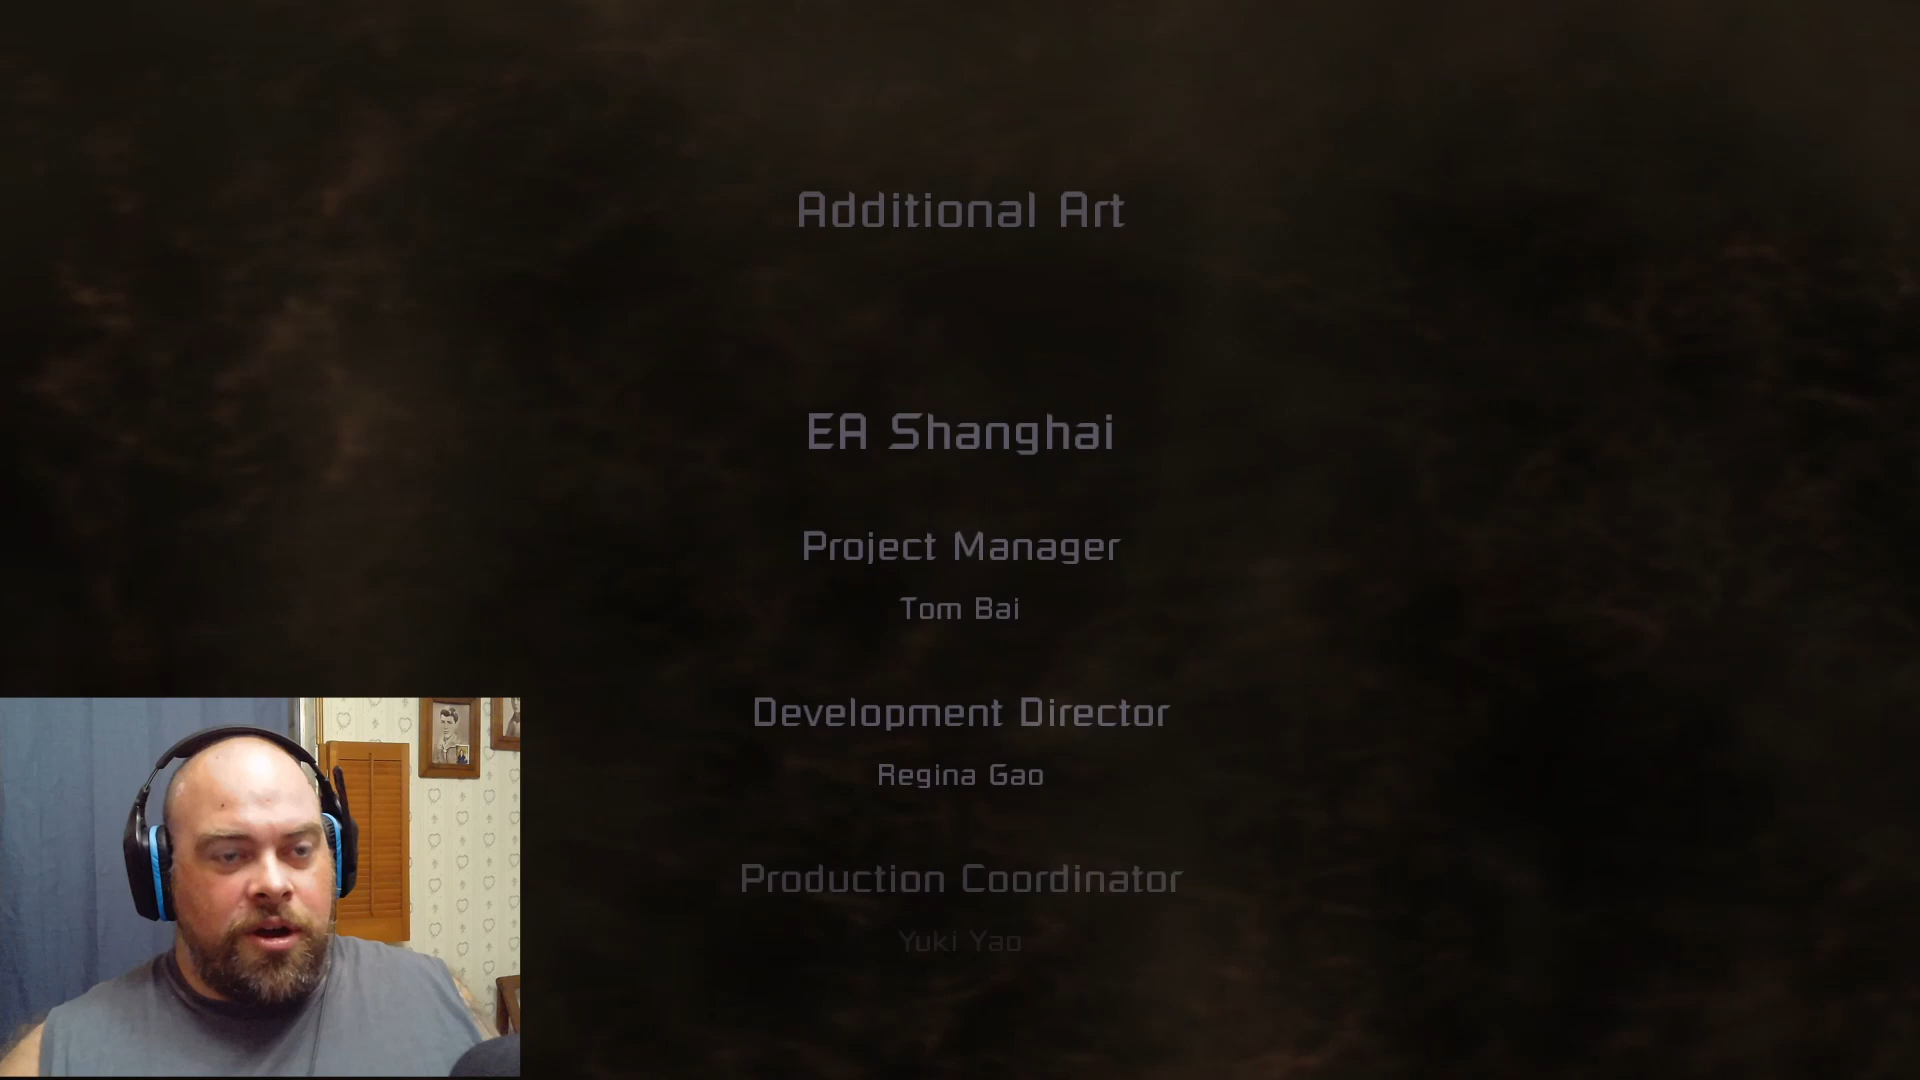 Additional Art
EA Shanghai
Project Manager
Tom Bai
Development Director
Regina Gao
Production Coordinator
Yuki Yao